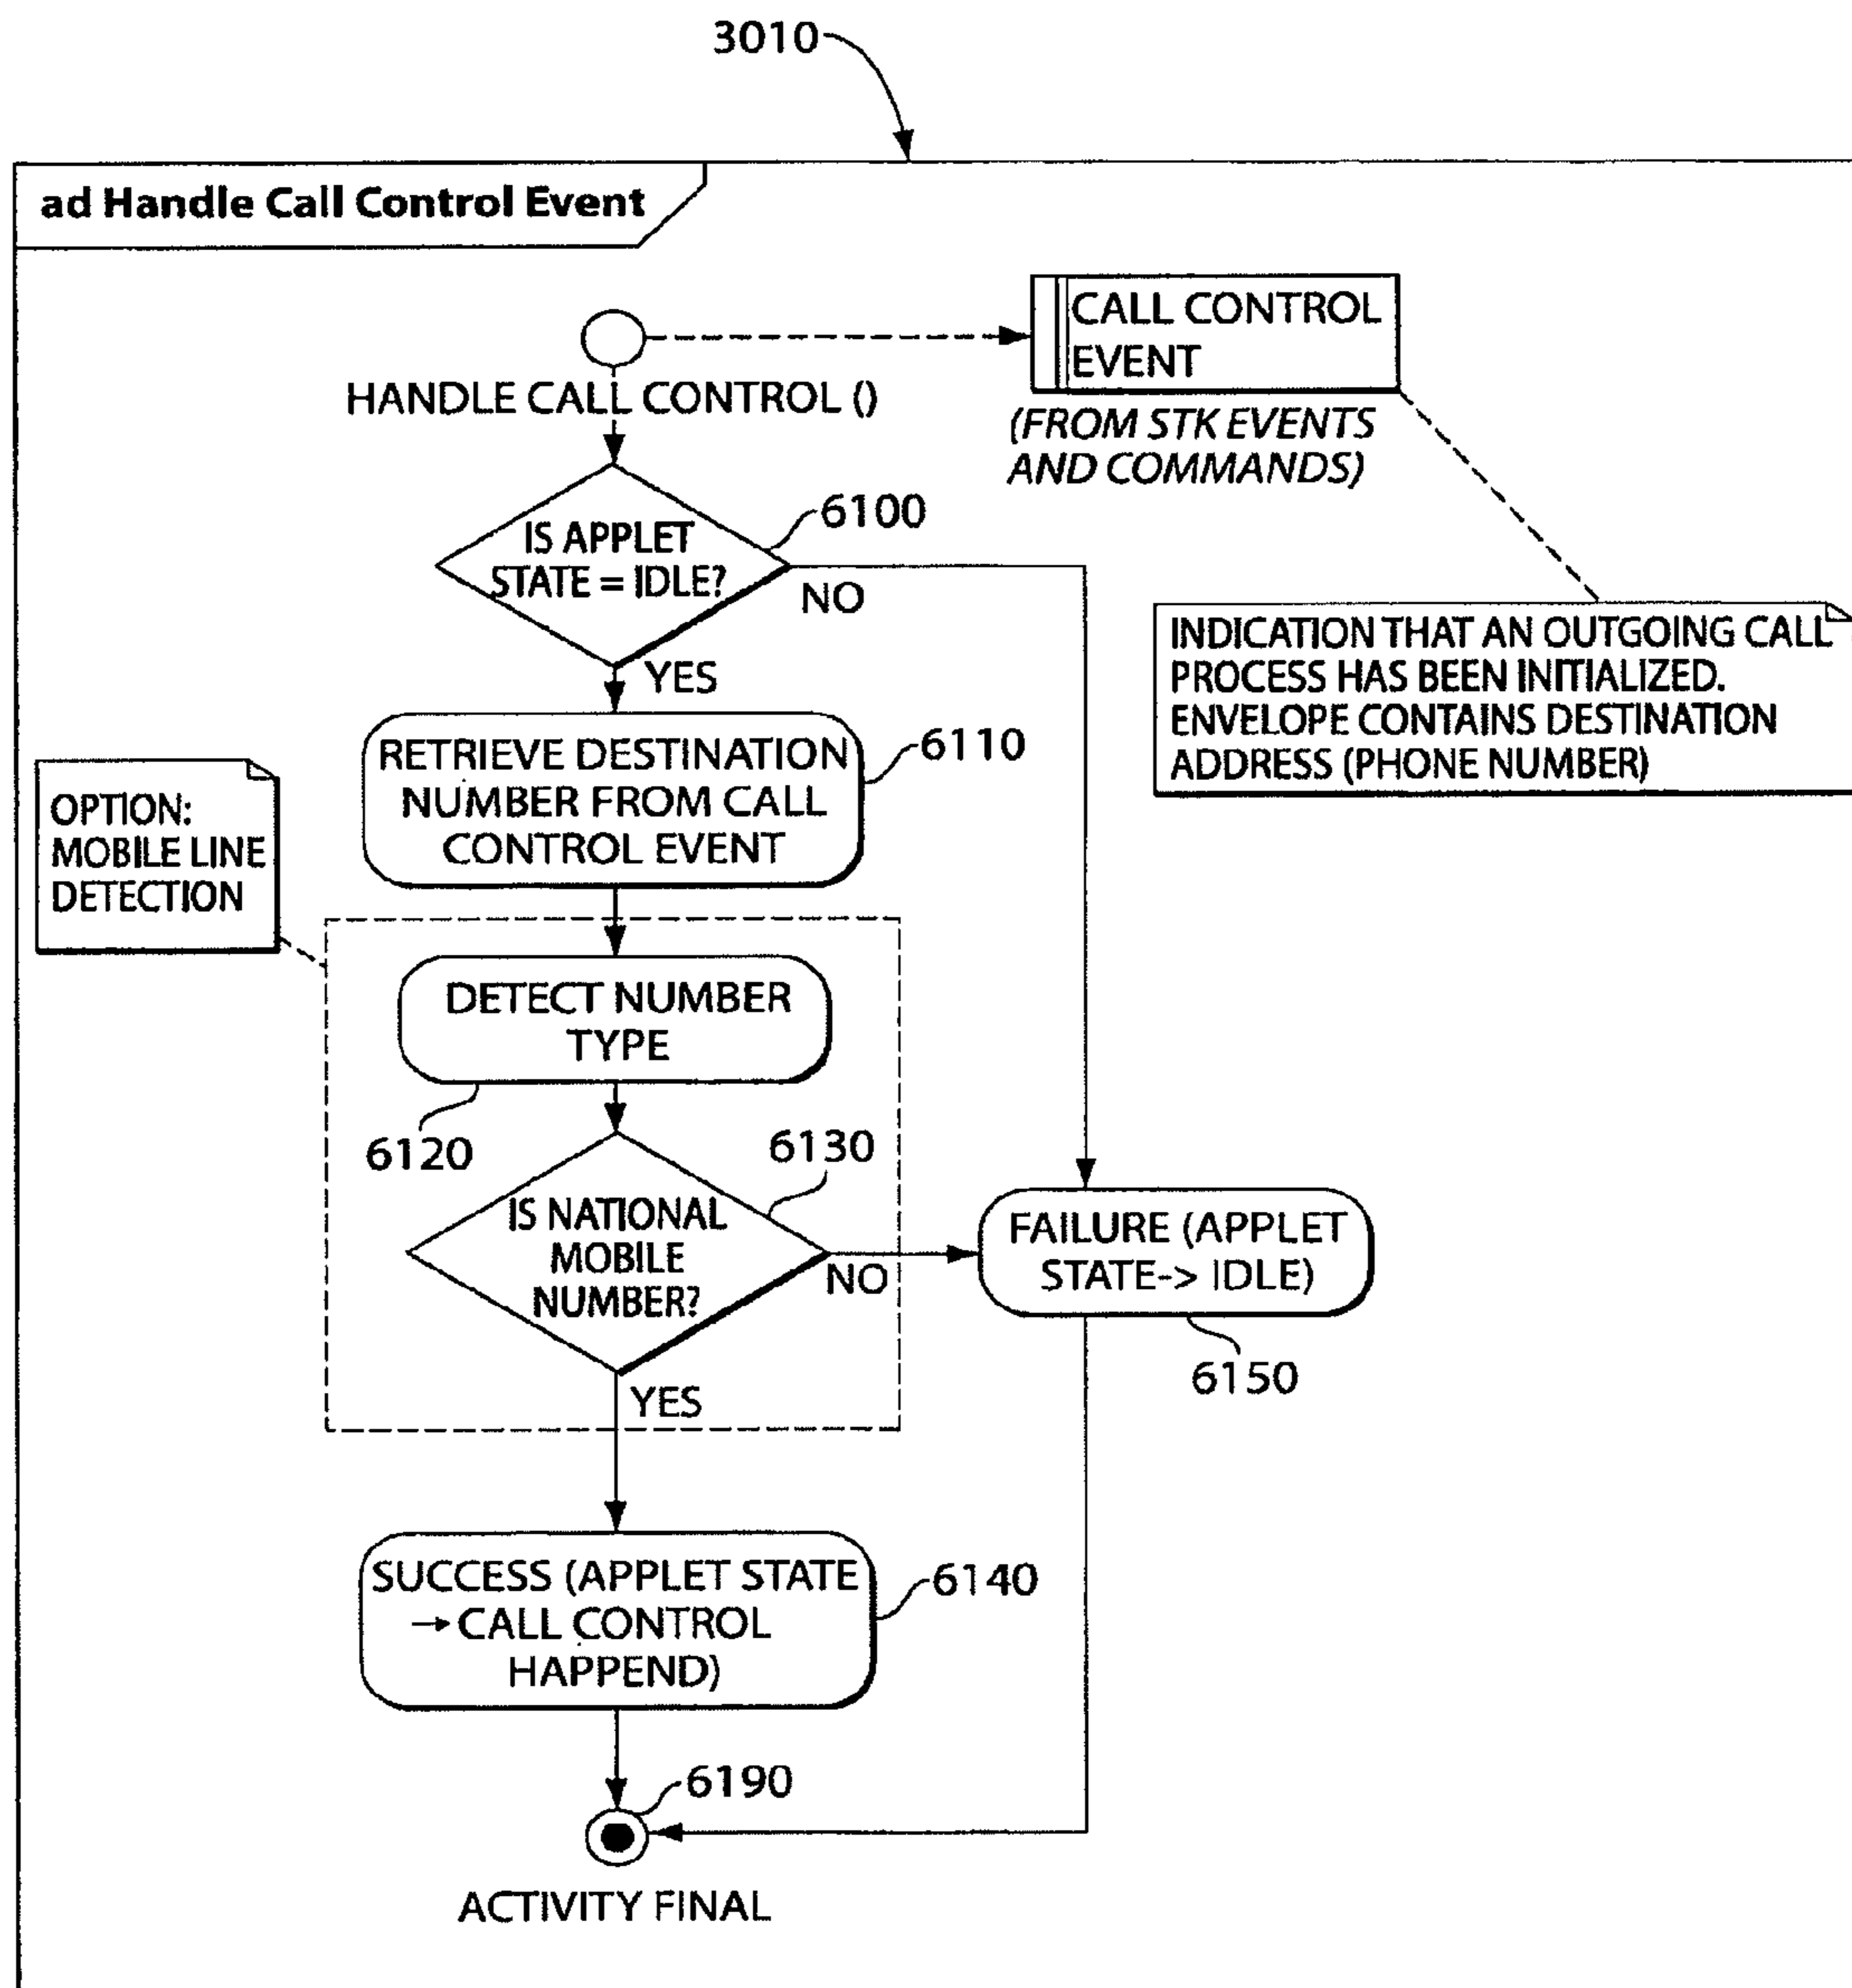 3010
ad Handle Call Control Event
CALL CONTROL
EVENT
HANDLE CALL CONTROL ()
(FROM STK EVENTS
AND COMMANDS)
6100
IS APPLET
STATE = IDLE?
NO
YES
INDICATION THAT AN OUTGOING CALL
PROCESS HAS BEEN INITIALIZED.
ENVELOPE CONTAINS DESTINATION
ADDRESS (PHONE NUMBER)
RETRIEVE DESTINATION
NUMBER FROM CALL
CONTROL EVENT
6110
OPTION:
MOBILE LINE
DETECTION
DETECT NUMBER
TYPE
6120
6130
IS NATIONAL
MOBILE
NUMBER?
NO
YES
FAILURE (APPLET
STATE-> IDLE)
6150
SUCCESS (APPLET STATE
→ CALL CONTROL
HAPPEND)
6140
6190
ACTIVITY FINAL